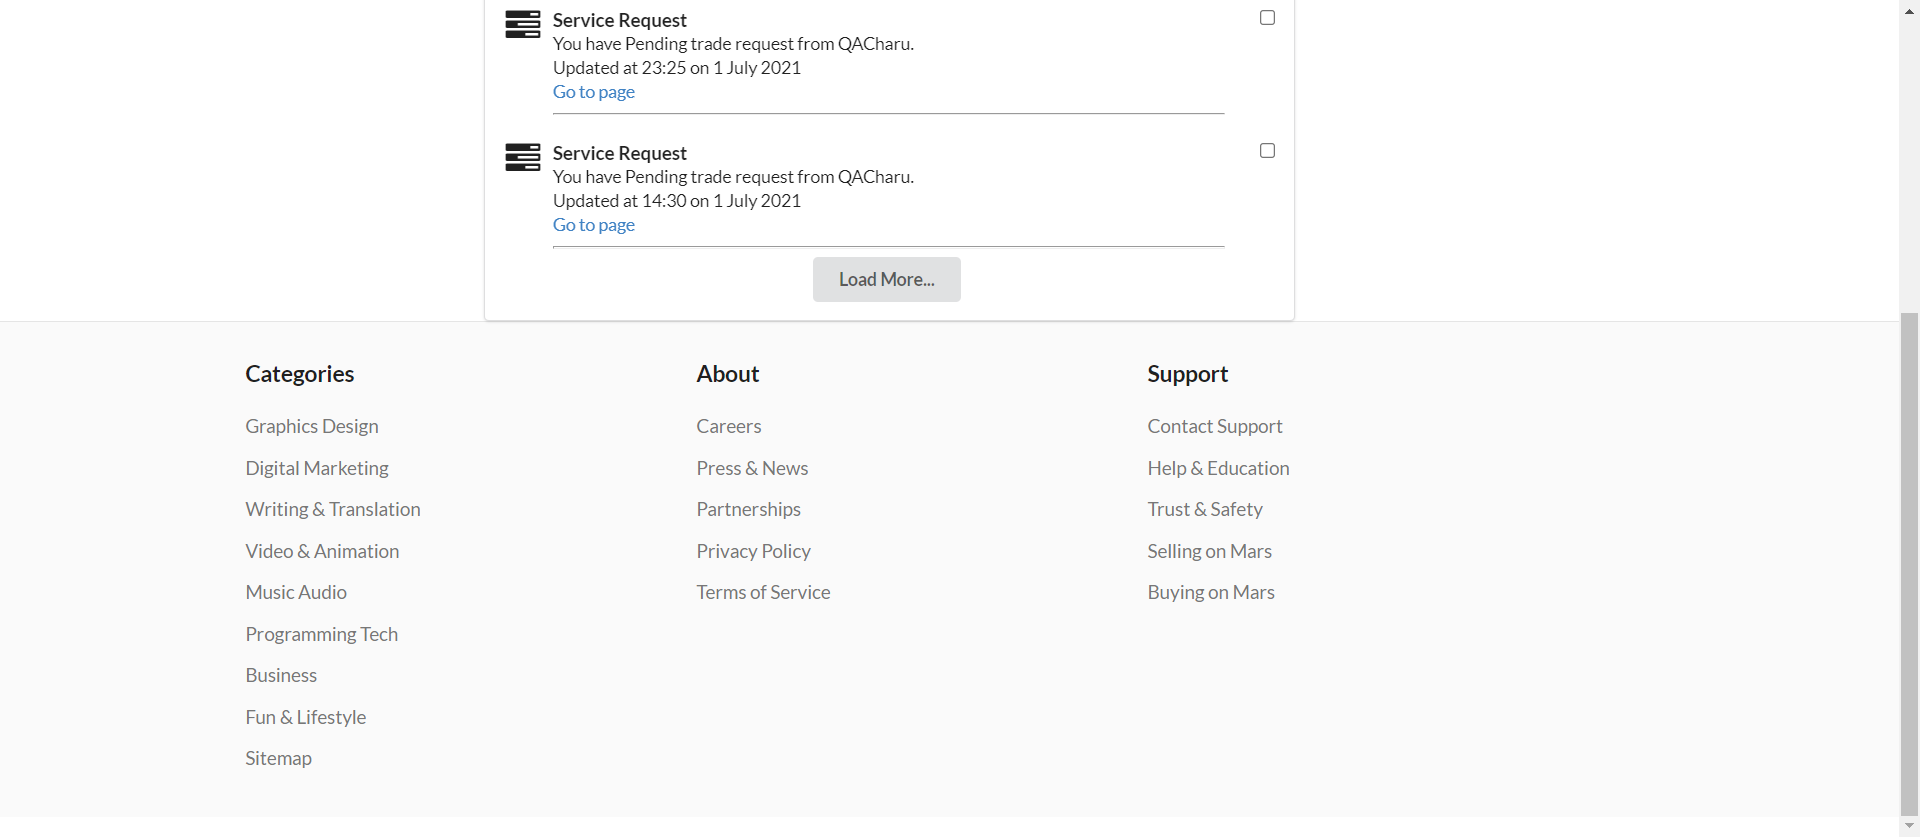 Service Request
You have Pending trade request from QACharu.
Updated at 23:25 on 1 July 2021
Go to page
Service Request
You have Pending trade request from QACharu.
Updated at 14:30 on 1 July 2021
Go to page
Load More...
Categories
Graphics Design
Digital Marketing
Writing & Translation
Video & Animation
Music Audio
Programming Tech
Business
Fun & Lifestyle
Sitemap
About
Careers
Press & News
Partnerships
Privacy Policy
Terms of Service
Support
Contact Support
Help & Education
Trust & Safety
Selling on Mars
Buying on Mars